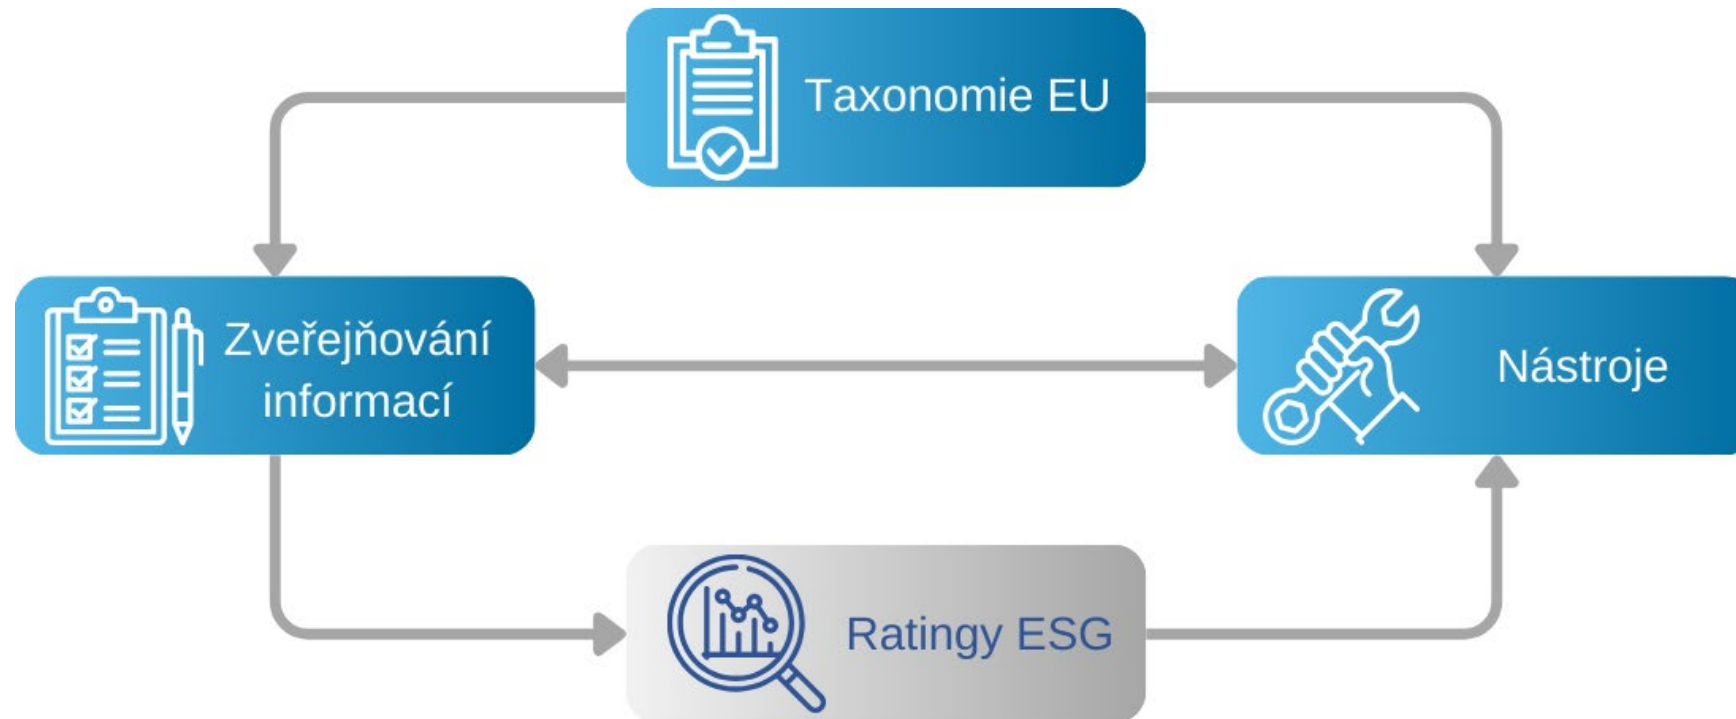 Taxonomie EU
Zveřejňování
informací
Nástroje
Ratingy ESG